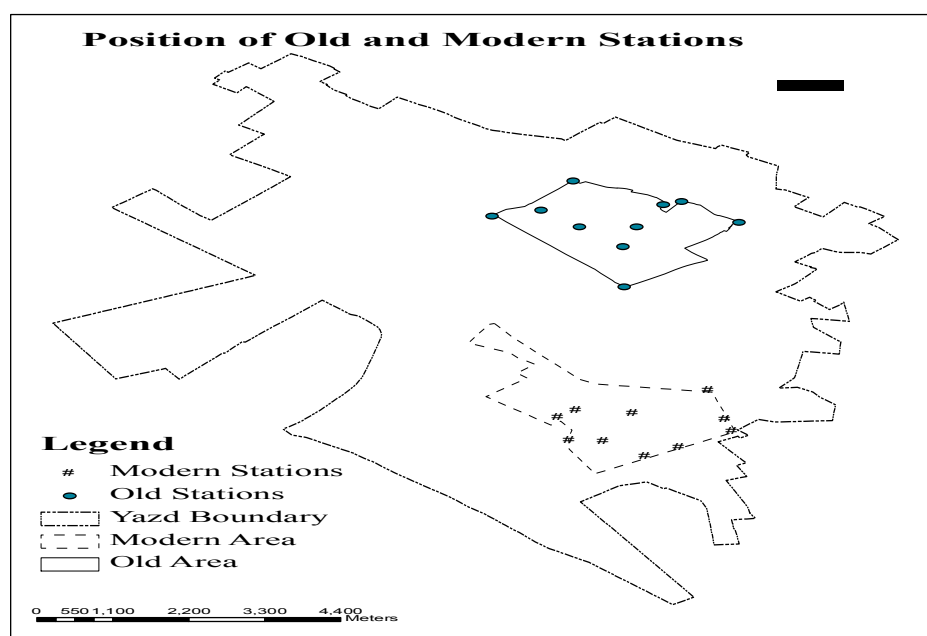 Position of Old and Modern Stations
Legend
# Modern Stations
Old Stations
Yazd Boundary
Modern Area
Old Area
0 550 1,100 2,200 3,300 4,400
Meters